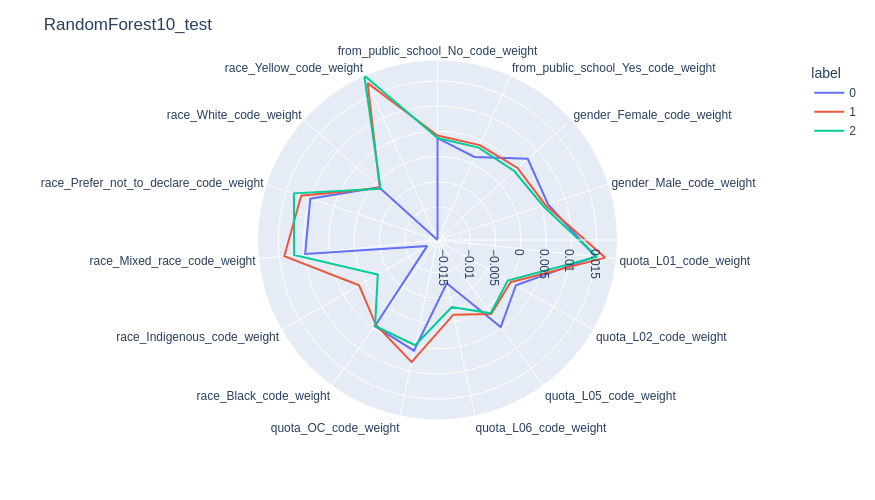 RandomForest10_test
from_public_school_No_code_weight
race_Yellow_code_weight
from_public_school_Yes_code_weight
label
0
1
2
race_White_code_weight
gender_Female_code_weight
race_Prefer_not_to_declare_code_weight
gender_Male_code_weight
race_Mixed_race_code_weight
quota_L01_code_weight
−0.015
−0.01
−0.005
0
0.005
0.01
0.015
race_Indigenous_code_weight
quota_L02_code_weight
race_Black_code_weight
quota_L05_code_weight
quota_OC_code_weight
quota_L06_code_weight